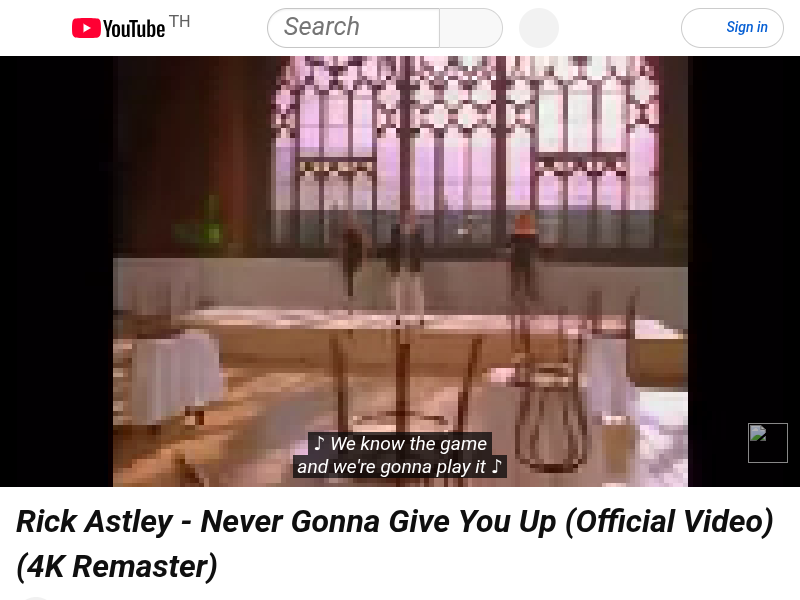 YouTube TH
Search
Sign in
♪ We know the game
and we're gonna play it ♪
Rick Astley - Never Gonna Give You Up (Official Video)
(4K Remaster)